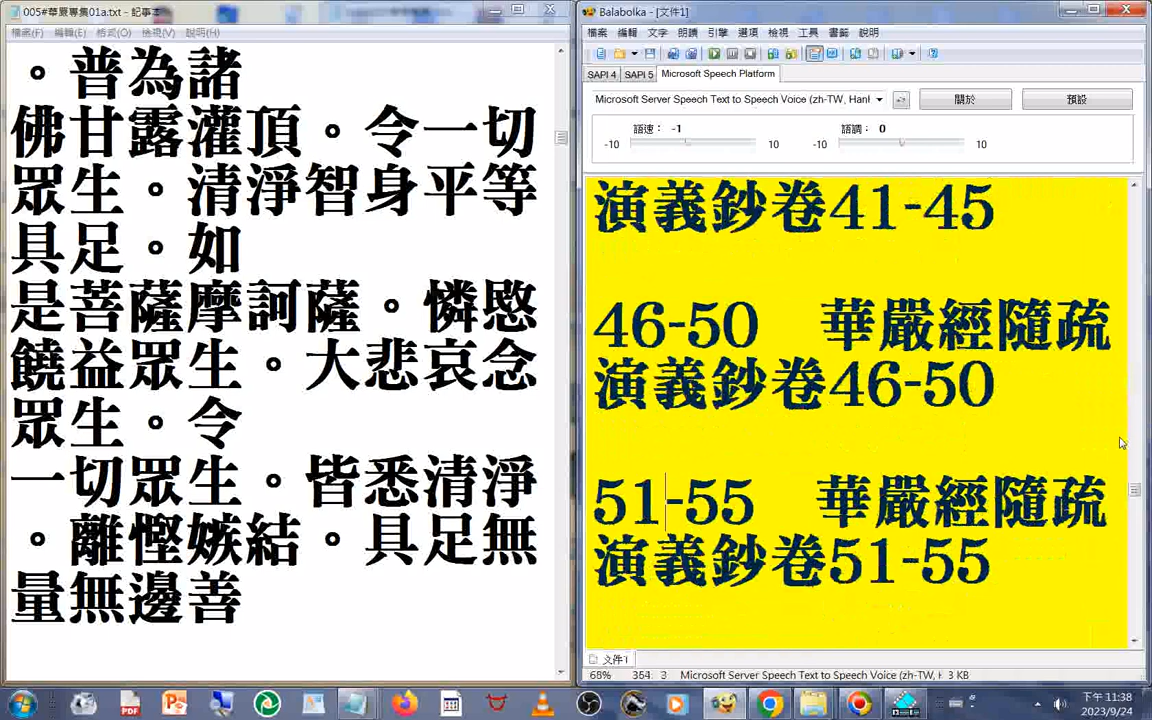 005#華嚴專集01a.txt - 記事本
檔案(F) 編輯(E) 格式(O) 檢視(V) 說明(H)
。普為諸
佛甘露灌頂。令一切
眾生。清淨智身平等
具足。如
是菩薩摩訶薩。憐愍
饒益眾生。大悲哀念
眾生。令
一切眾生。皆悉清淨
。離慳嫉結。具足無
量無邊善
Balabolka - [文件1]
檔案 編輯 文字 朗讀 引擎 選項 檢視 工具 書籤 說明
SAPI 4 SAPI 5 Microsoft Speech Platform
Microsoft Server Speech Text to Speech Voice (zh-TW, Hanl
關於 預設
語速: -1 語調: 0
-10 10 -10 10
演義鈔卷41-45
46-50 華嚴經隨疏
演義鈔卷46-50
51-55 華嚴經隨疏
演義鈔卷51-55
文件1
68% 354: 3 Microsoft Server Speech Text to Speech Voice (zh-TW, H 3 KB
下午 11:38
2023/9/24